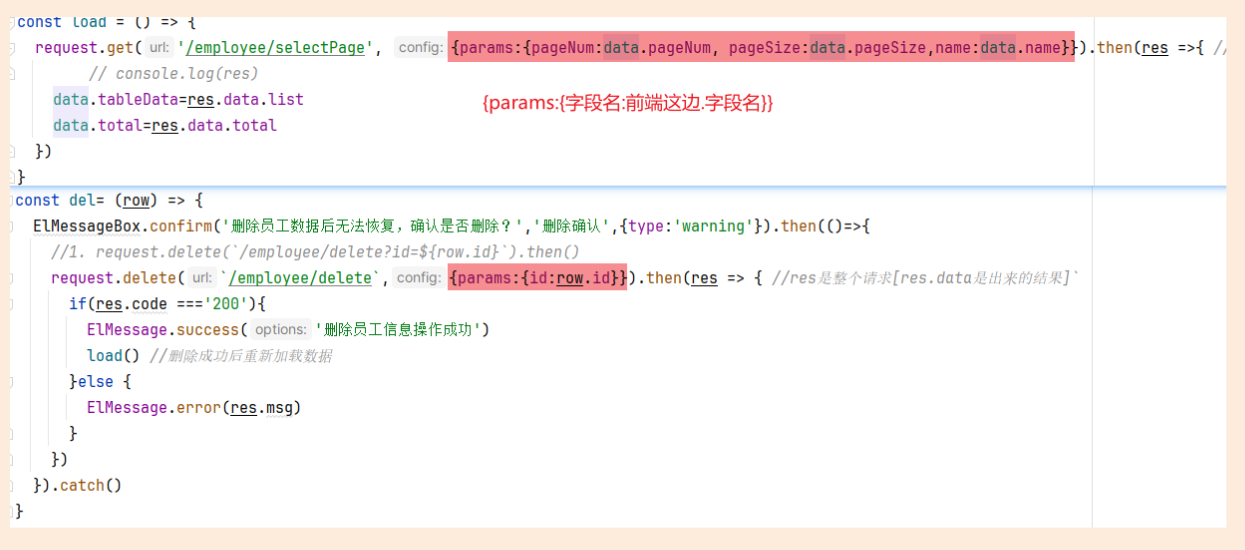 const load = () => {
request.get( url: '/employee/selectPage', config: {params:{pageNum:data.pageNum, pageSize:data.pageSize,name:data.name}}).then(res =>{ //
// console.log(res)
data.tableData=res.data.list
{params:{字段名:前端这边.字段名}}
data.total=res.data.total
})
}
const del= (row) => {
ElMessageBox.confirm('删除员工数据后无法恢复，确认是否删除？','删除确认',{type:'warning'}).then(()=>{
//1. request.delete(`/employee/delete?id=${row.id}`).then()
request.delete( url: `/employee/delete`, config: {params:{id:row.id}}).then(res => { //res是整个请求[res.data是出来的结果]`
if(res.code ==='200'){
ElMessage.success( options: '删除员工信息操作成功')
load() //删除成功后重新加载数据
}else {
ElMessage.error(res.msg)
}
})
}).catch()
}